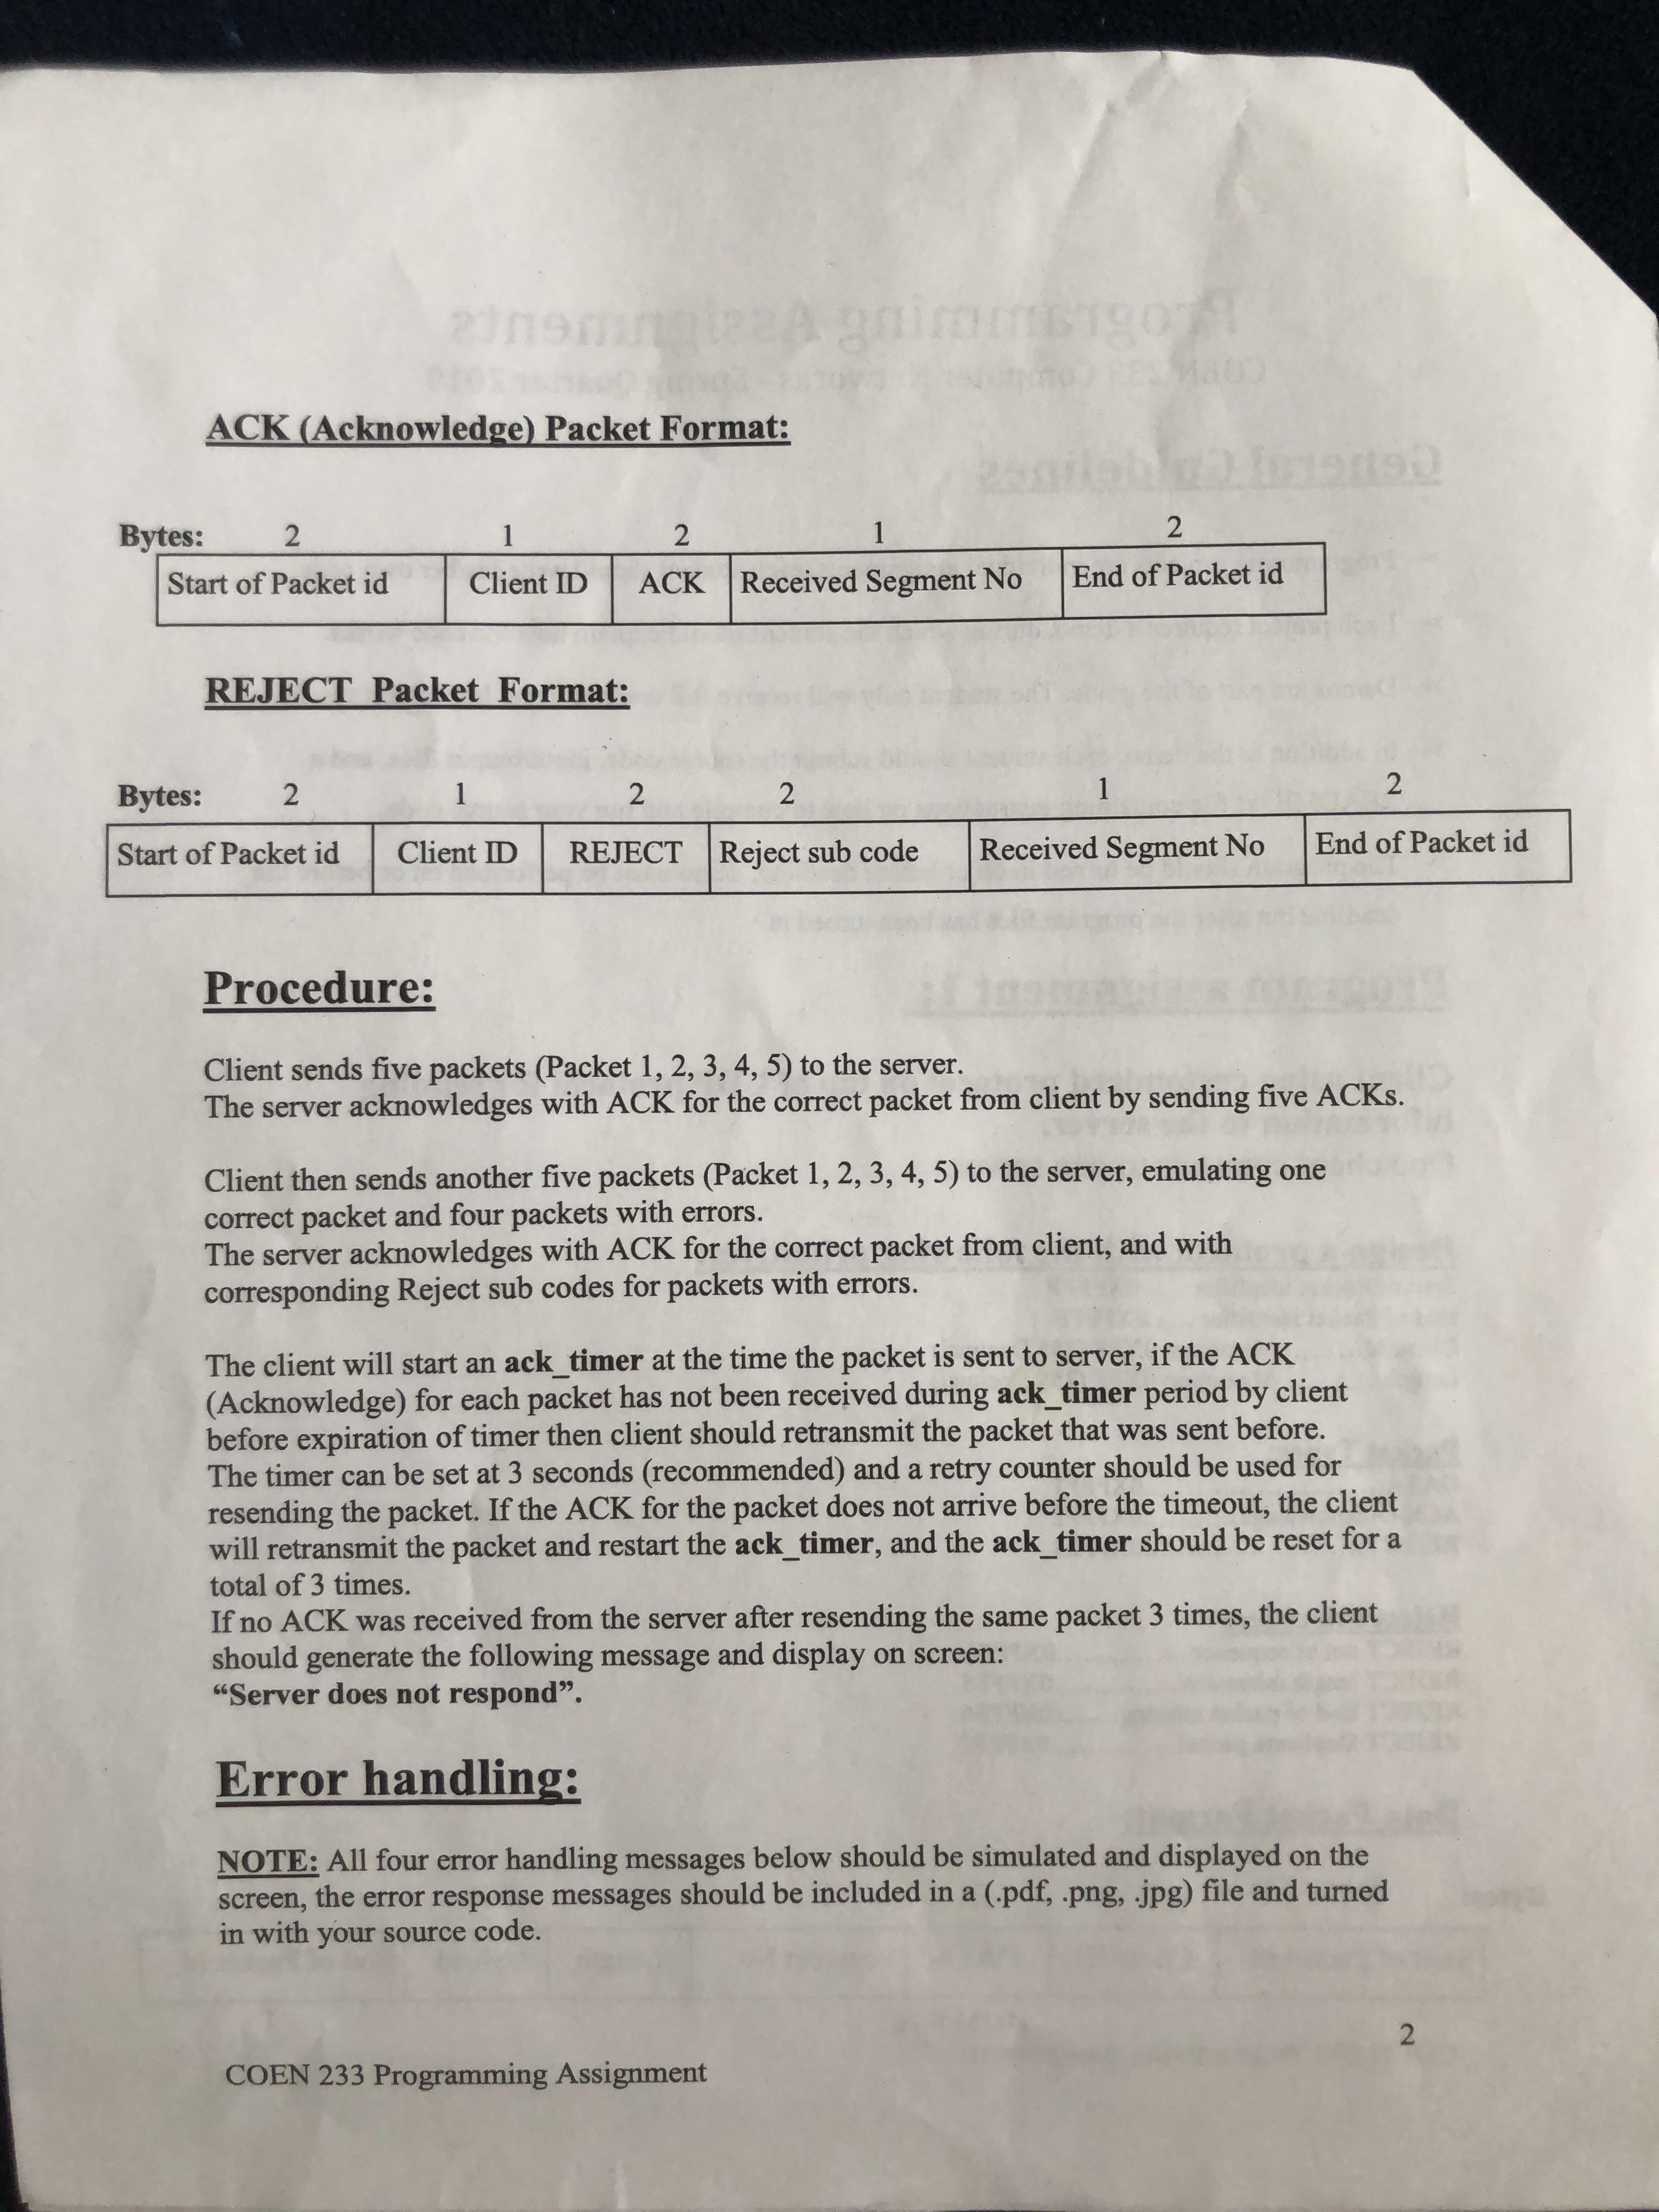 ACK (Acknowledge) Packet Format:
Bytes: 2 1 2 1 2
Start of Packet id Client ID ACK Received Segment No End of Packet id
REJECT Packet Format:
Bytes: 2 1 2 2 1 2
Start of Packet id Client ID REJECT Reject sub code Received Segment No End of Packet id
Procedure:
Client sends five packets (Packet 1, 2, 3, 4, 5) to the server.
The server acknowledges with ACK for the correct packet from client by sending five ACKs.
Client then sends another five packets (Packet 1, 2, 3, 4, 5) to the server, emulating one
correct packet and four packets with errors.
The server acknowledges with ACK for the correct packet from client, and with
corresponding Reject sub codes for packets with errors.
The client will start an ack_timer at the time the packet is sent to server, if the ACK
(Acknowledge) for each packet has not been received during ack_timer period by client
before expiration of timer then client should retransmit the packet that was sent before.
The timer can be set at 3 seconds (recommended) and a retry counter should be used for
resending the packet. If the ACK for the packet does not arrive before the timeout, the client
will retransmit the packet and restart the ack_timer, and the ack_timer should be reset for a
total of 3 times.
If no ACK was received from the server after resending the same packet 3 times, the client
should generate the following message and display on screen:
“Server does not respond”.
Error handling:
NOTE: All four error handling messages below should be simulated and displayed on the
screen, the error response messages should be included in a (.pdf, .png, .jpg) file and turned
in with your source code.
2
COEN 233 Programming Assignment